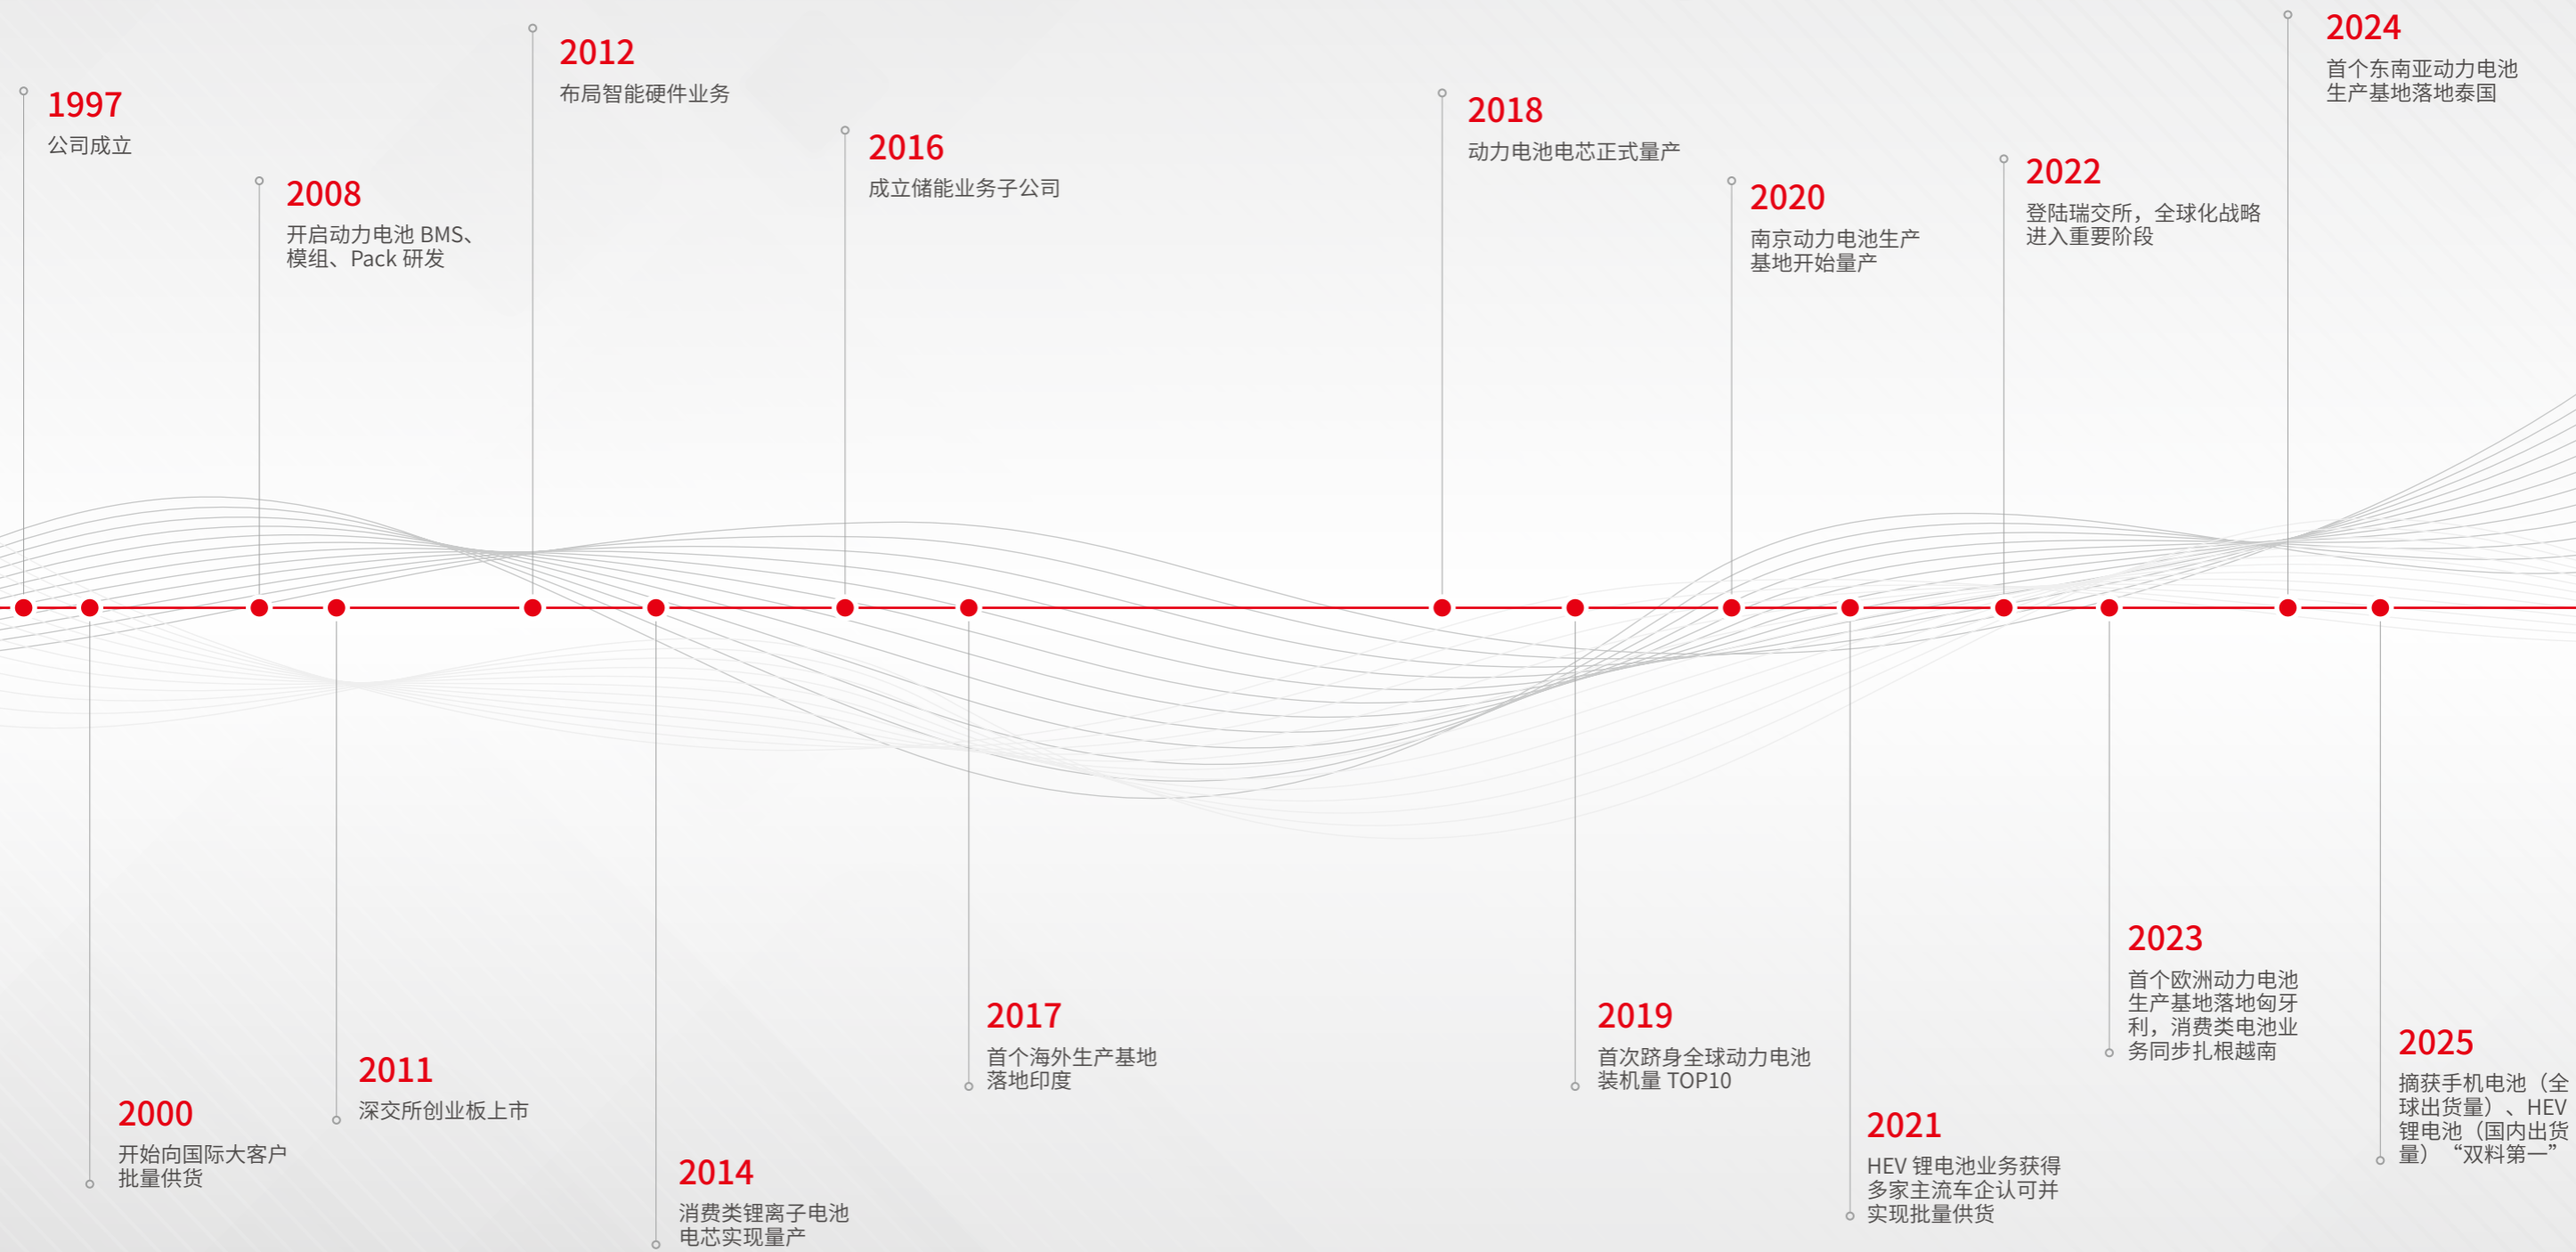 1997
公司成立
2000
开始向国际大客户
批量供货
2008
开启动力电池 BMS、
模组、Pack 研发
2011
深交所创业板上市
2012
布局智能硬件业务
2014
消费类锂离子电池
电芯实现量产
2016
成立储能业务子公司
2017
首个海外生产基地
落地印度
2018
动力电池电芯正式量产
2019
首次跻身全球动力电池
装机量 TOP10
2020
南京动力电池生产
基地开始量产
2021
HEV 锂电池业务获得
多家主流车企认可并
实现批量供货
2022
登陆瑞交所，全球化战略
进入重要阶段
2023
首个欧洲动力电池
生产基地落地匈牙
利，消费类电池业
务同步扎根越南
2024
首个东南亚动力电池
生产基地落地泰国
2025
摘获手机电池（全
球出货量）、HEV
锂电池（国内出货
量）“双料第一”